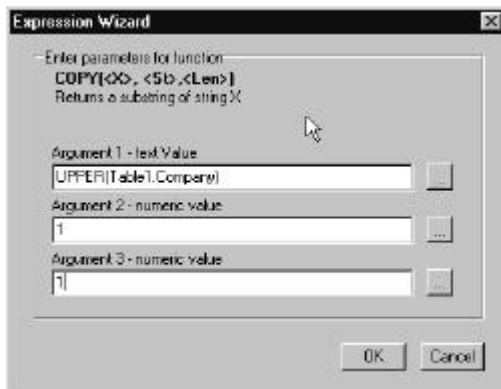 Expression Wizard
Enter parameters for function
COPY(<X>, <St>,<Len>)
Returns a substring of string X
Argument 1 - text Value
UPPER(Table1.Company)
...
Argument 2 - numeric value
1
...
Argument 3 - numeric value
1
...
OK
Cancel